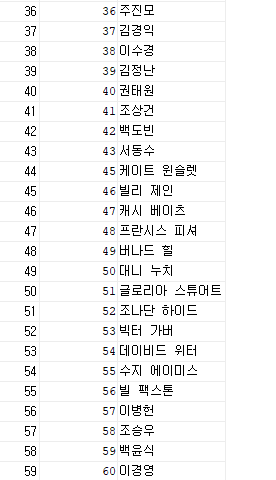 36 36 주진모
37 37 김경익
38 38 이수경
39 39 김정난
40 40 권태원
41 41 조상건
42 42 백도빈
43 43 서동수
44 45 케이트 윈슬렛
45 46 빌리 제인
46 47 캐시 베이츠
47 48 프란시스 피셔
48 49 버나드 힐
49 50 대니 누치
50 51 글로리아 스튜어트
51 52 조나단 하이드
52 53 빅터 가버
53 54 데이비드 워너
54 55 수지 에이미스
55 56 빌 팩스톤
56 57 이병헌
57 58 조승우
58 59 백윤식
59 60 이경영